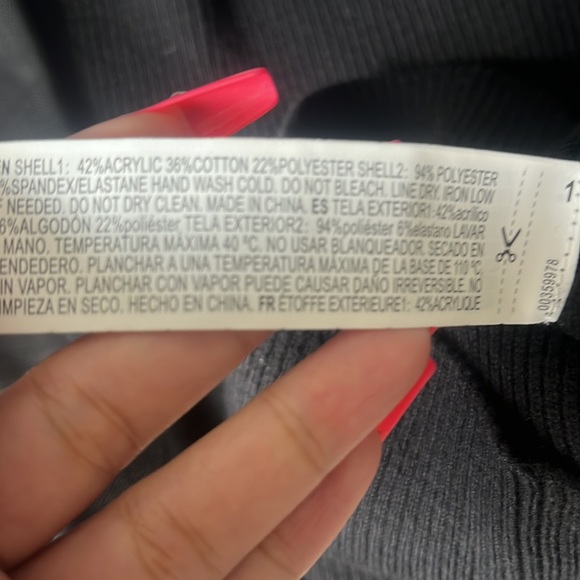 EN SHELL1: 42%ACRYLIC 36%COTTON 22%POLYESTER SHELL2: 94% POLYESTER
%SPANDEX/ELASTANE HAND WASH COLD. DO NOT BLEACH. LINE DRY. IRON LOW
F NEEDED. DO NOT DRY CLEAN. MADE IN CHINA. ES TELA EXTERIOR1: 42%acrílico
6%ALGODÓN 22%poliéster TELA EXTERIOR2: 94%poliéster 6%elastano LAVAR
MANO. TEMPERATURA MÁXIMA 40 ºC. NO USAR BLANQUEADOR. SECADO EN
ENDEDERO. PLANCHAR A UNA TEMPERATURA MÁXIMA DE LA BASE DE 110 ºC,
IN VAPOR. PLANCHAR CON VAPOR PUEDE CAUSAR DAÑO IRREVERSIBLE. NO
IMPIEZA EN SECO. HECHO EN CHINA. FR ÉTOFFE EXTÉRIEURE1: 42%ACRYLIQUE
00359978